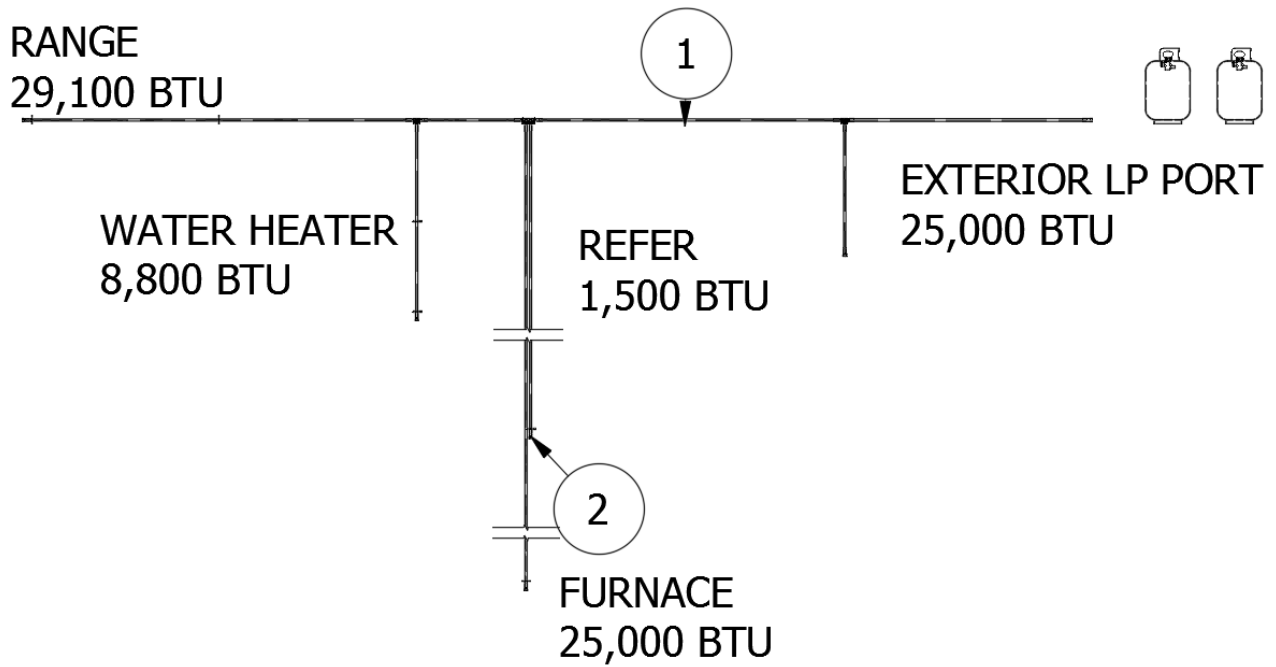 RANGE
29,100 BTU
1
EXTERIOR LP PORT
25,000 BTU
WATER HEATER
8,800 BTU
REFER
1,500 BTU
2
FURNACE
25,000 BTU